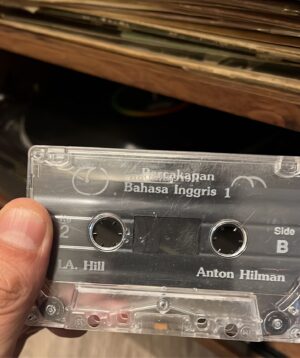 Percakapan
Bahasa Inggris 1
2
Side
B
.A. Hill
Anton Hilman